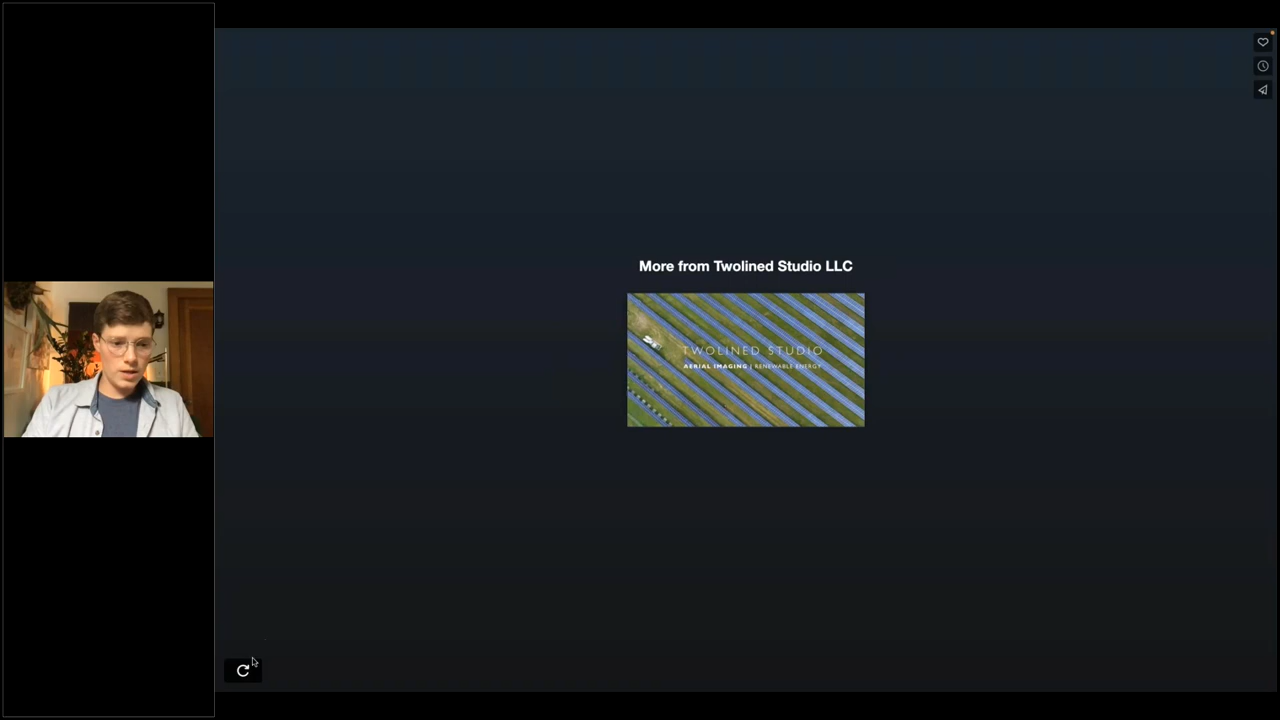 More from Twolined Studio LLC
TWOLINED STUDIO
AERIAL IMAGING | RENEWABLE ENERGY